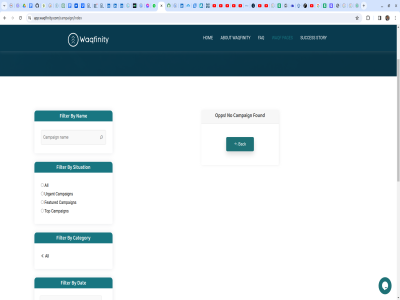 app.waqfinity.com/campaign/index
Waqfinity
HOME
ABOUT WAQFINITY
FAQ
SUCCESS STORY
Filter By Name
Campaign name
Filter By Situation
All
Urgent Campaigns
Featured Campaigns
Top Campaigns
Filter By Category
All
Filter By Date
Opps! No Campaign Found
Back